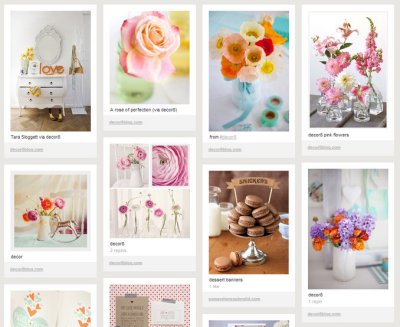 love
Tara Sloggett via decor8
decor8blog.com
A rose of perfection (via decor8)
decor8blog.com
from #decor8
decor8blog.com
decor8 pink flowers
decor8blog.com
decor
decor8blog.com
decor8
2 repins
decor8blog.com
dessert banners
1 like
decor8
1 repin
decor8blog.com